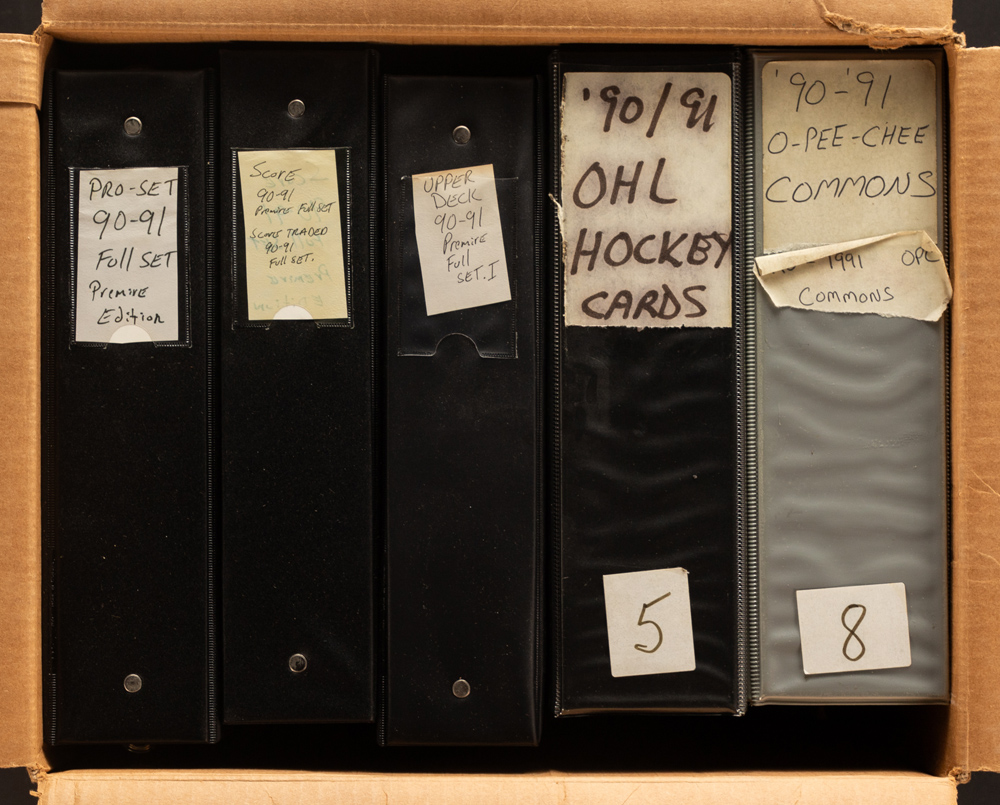 PRO-SET
90-91
Full SET
Premire
Edition
Score
90-91
Premire Full SET
Score TRADED
90-91
Full SET.
UPPER
DECK
90-91
Premire
Full
SET.I
'90/91
OHL
HOCKEY
CARDS
5
'90-'91
O-PEE-CHEE
COMMONS
1991 OPC
COMMONS
8